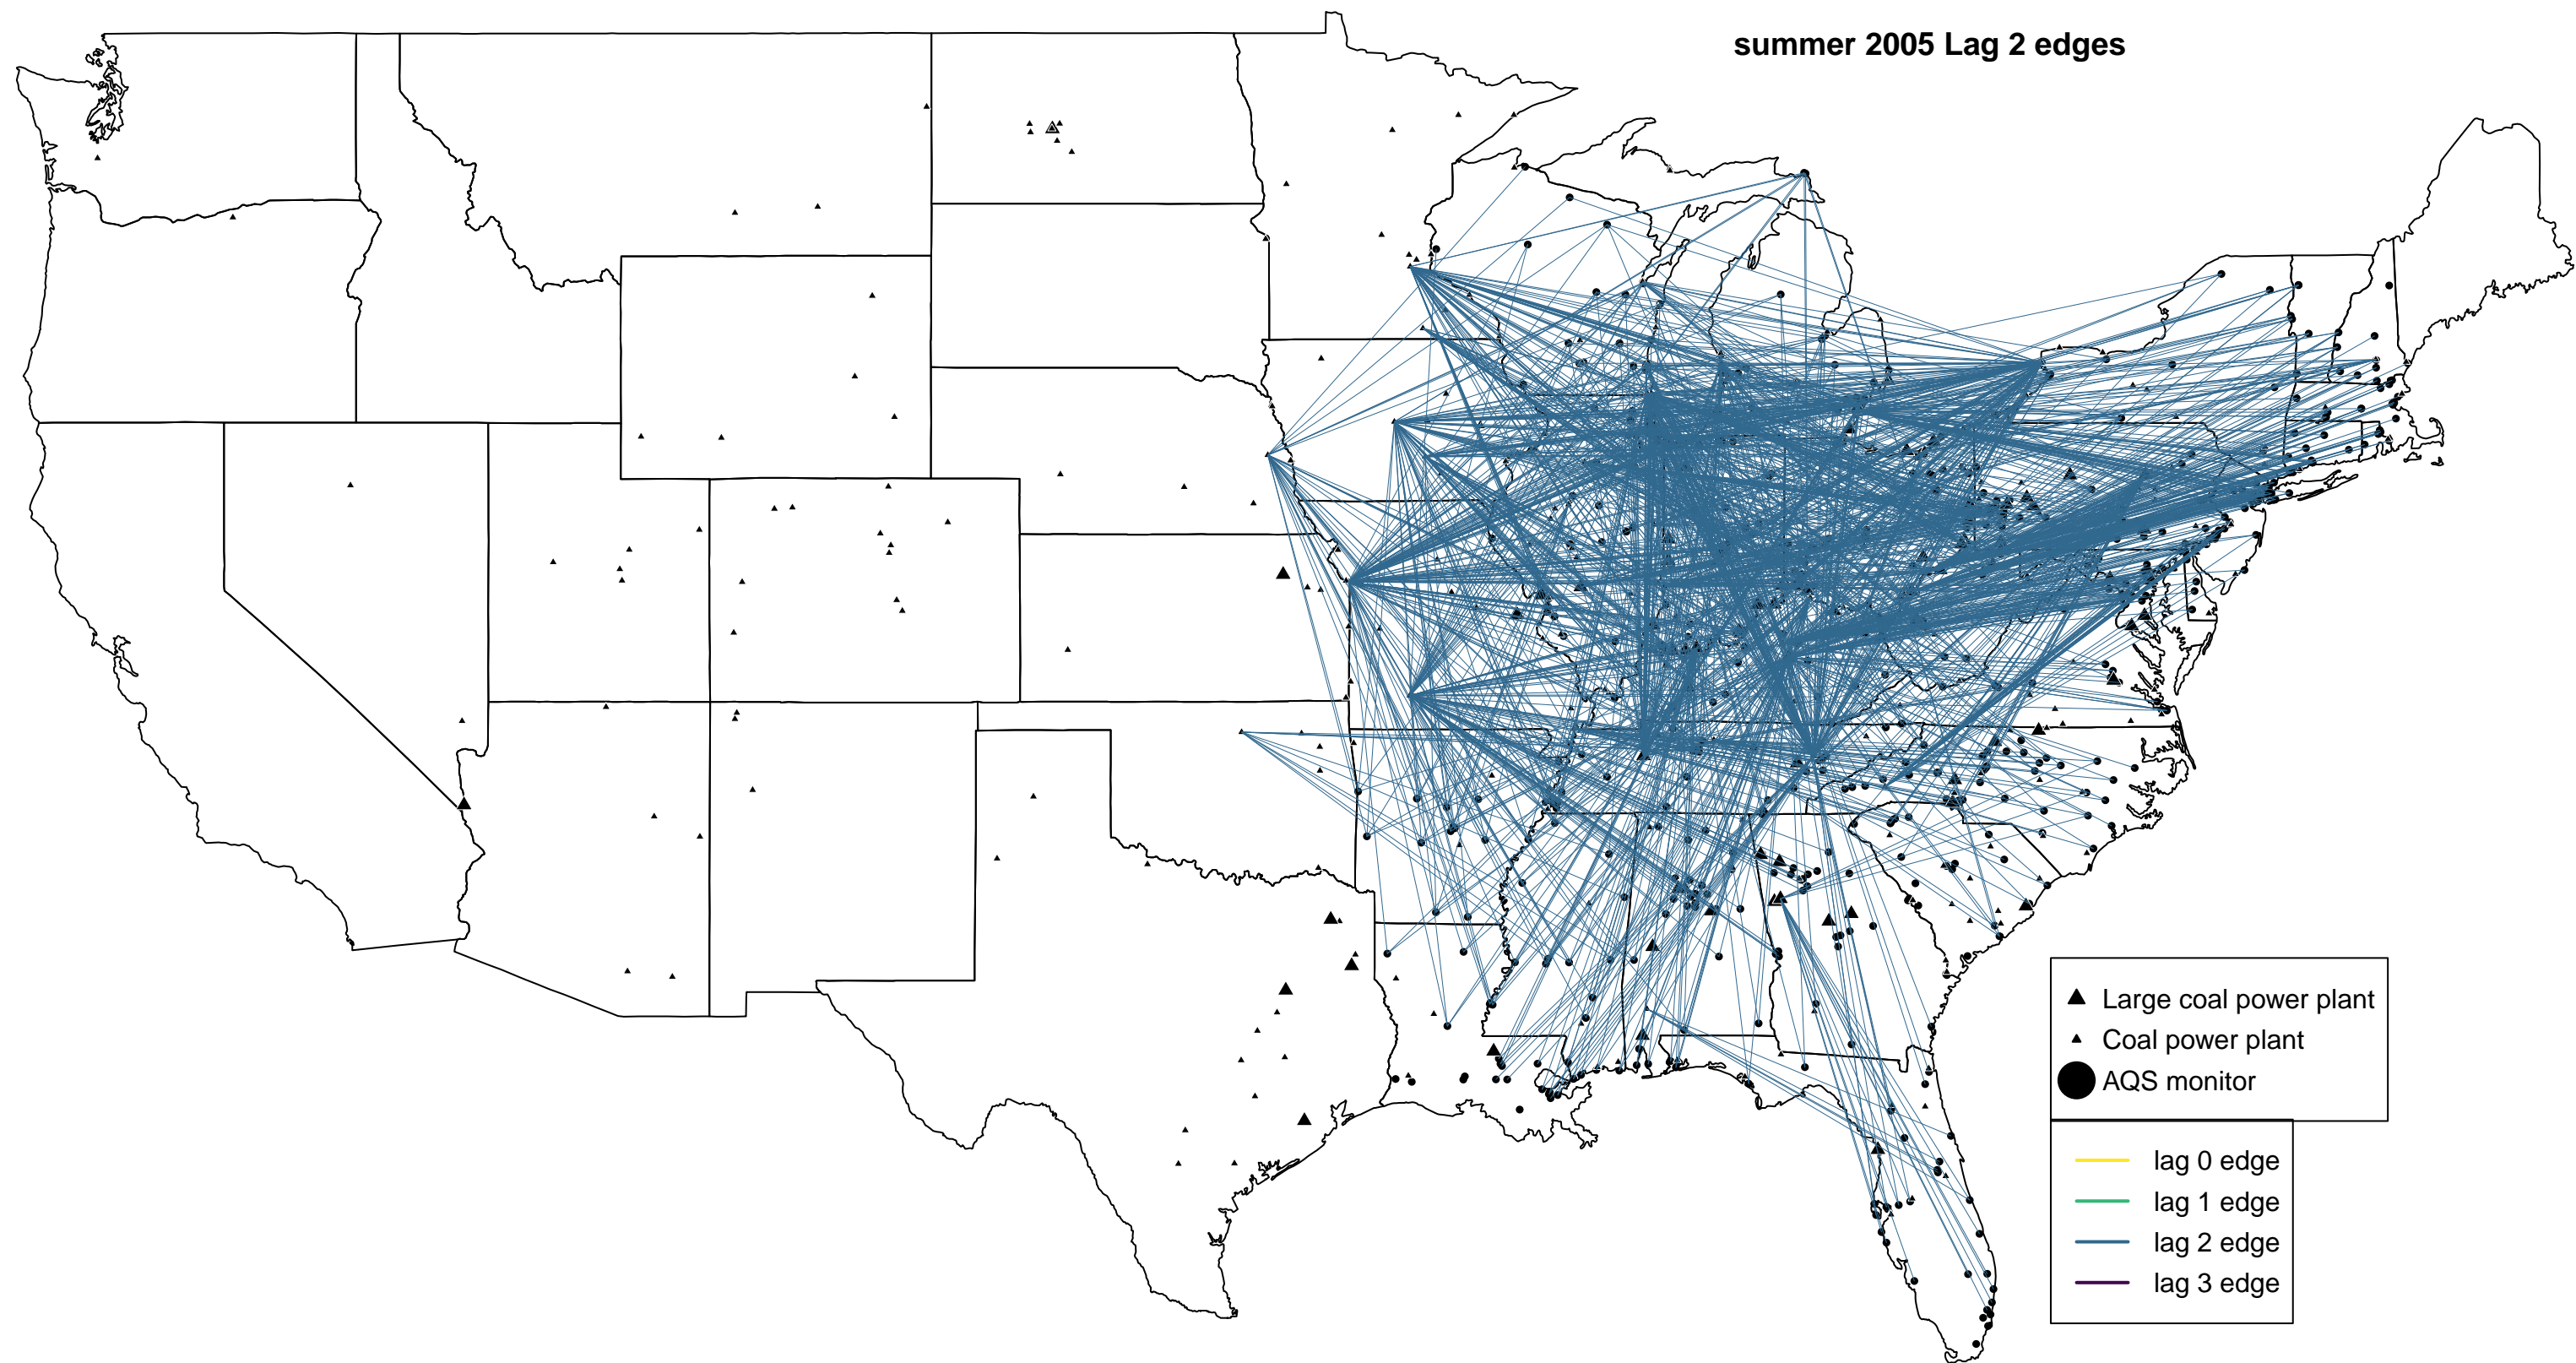 summer 2005 Lag 2 edges
Large coal power plant
Coal power plant
AQS monitor
lag 0 edge
lag 1 edge
lag 2 edge
lag 3 edge